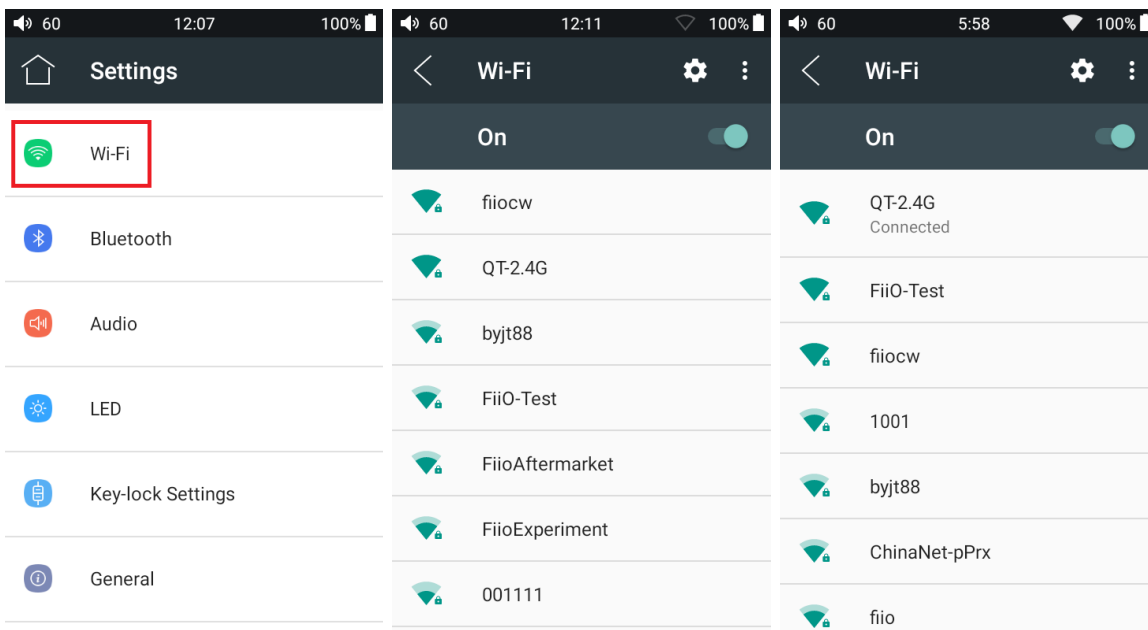 60 12:07 100%
Settings
Wi-Fi
Bluetooth
Audio
LED
Key-lock Settings
General
60 12:11 100%
Wi-Fi
On
fiiocw
QT-2.4G
byjt88
FiiO-Test
FiioAftermarket
FiioExperiment
001111
60 5:58 100%
Wi-Fi
On
QT-2.4G
Connected
FiiO-Test
fiiocw
1001
byjt88
ChinaNet-pPrx
fiio